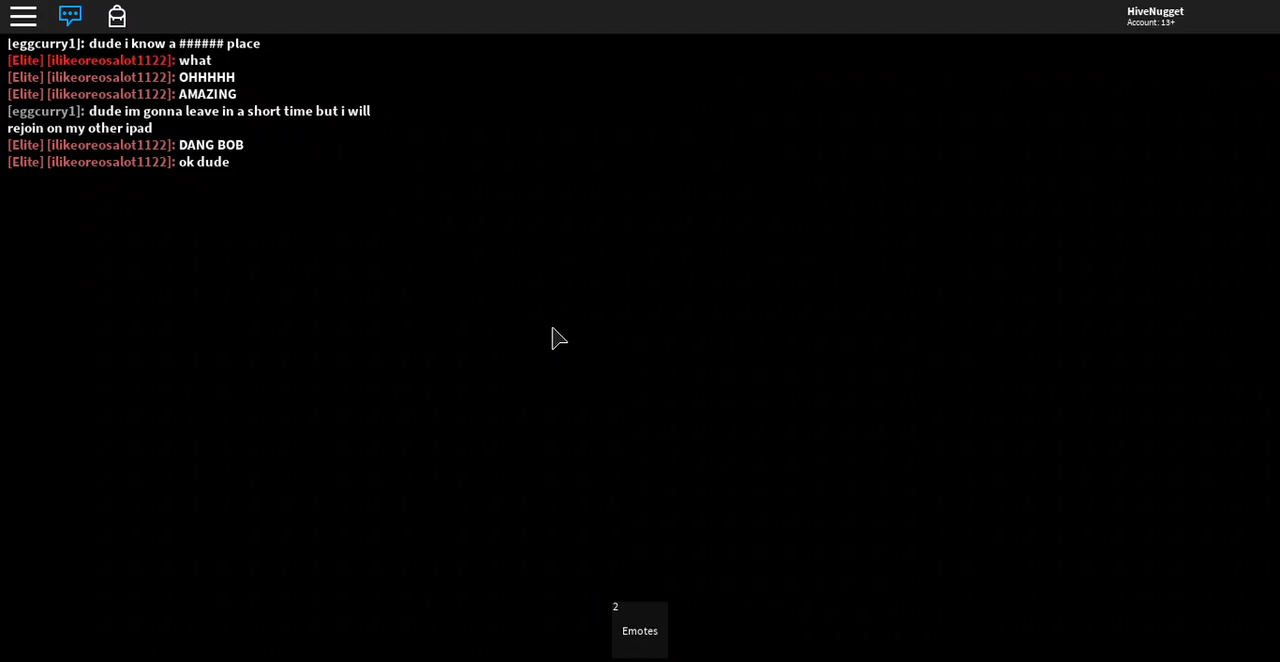 HiveNugget
Account: 13+
[eggcurry1]: dude i know a ###### place
[Elite] [ilikeoreosalot1122]: what
[Elite] [ilikeoreosalot1122]: OHHHHH
[Elite] [ilikeoreosalot1122]: AMAZING
[eggcurry1]: dude im gonna leave in a short time but i will
rejoin on my other ipad
[Elite] [ilikeoreosalot1122]: DANG BOB
[Elite] [ilikeoreosalot1122]: ok dude
2
Emotes